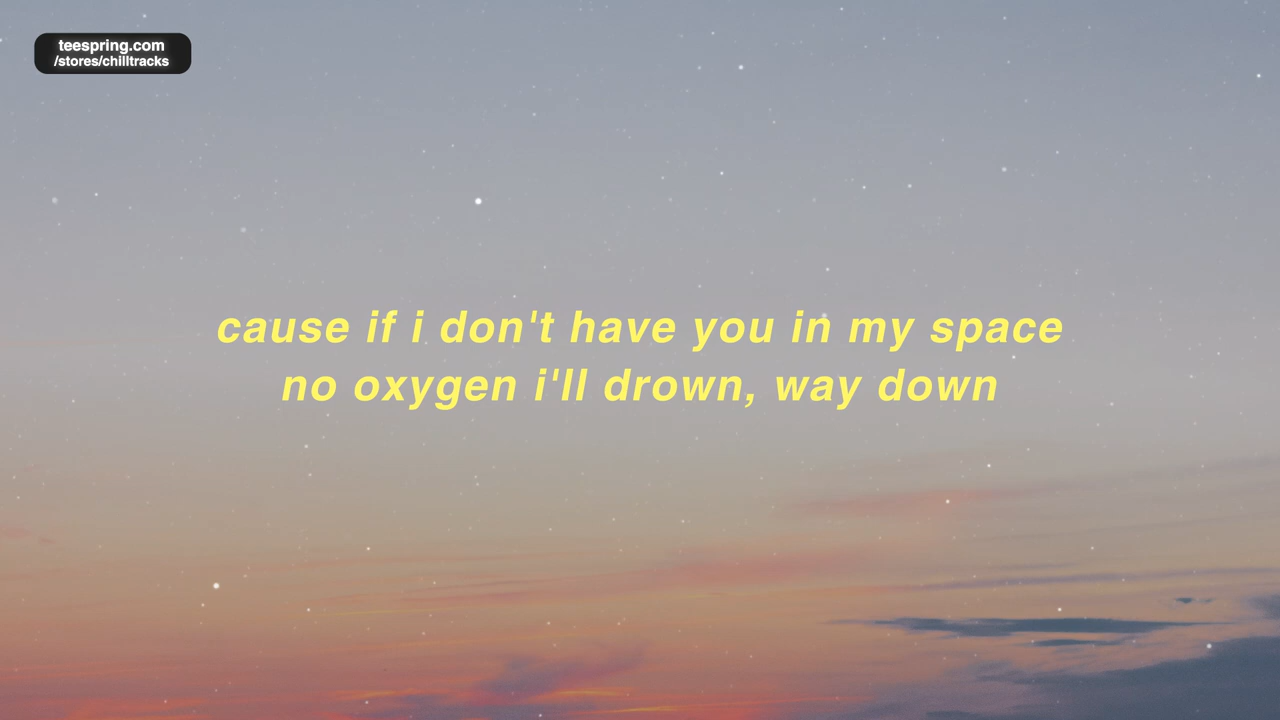 teespring.com
/stores/chilltracks
cause if i don't have you in my space
no oxygen i'll drown, way down